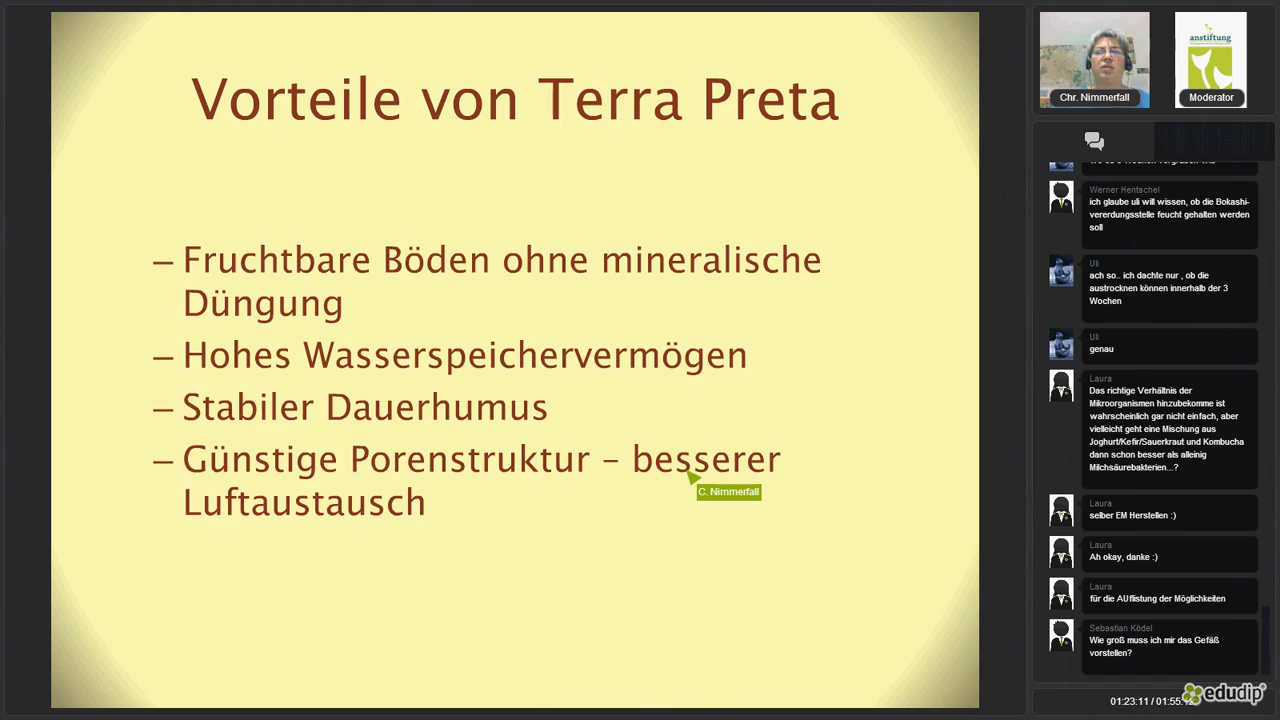 Vorteile von Terra Preta
– Fruchtbare Böden ohne mineralische
Düngung
– Hohes Wasserspeichervermögen
– Stabiler Dauerhumus
– Günstige Porenstruktur – besserer
Luftaustausch
C. Nimmerfall
Chr. Nimmerfall
anstiftung
Moderator
Werner Hentschel
ich glaube uli will wissen, ob die Bokashi-
vererdungsstelle feucht gehalten werden
soll
Uli
ach so.. ich dachte nur , ob die
austrocknen können innerhalb der 3
Wochen
Uli
genau
Laura
Das richtige Verhältnis der
Mikroorganismen hinzubekomme ist
wahrscheinlich gar nicht einfach, aber
vielleicht geht eine Mischung aus
Joghurt/Kefir/Sauerkraut und Kombucha
dann schon besser als alleinig
Milchsäurebakterien...?
Laura
selber EM Herstellen :)
Laura
Ah okay, danke :)
Laura
für die AUflistung der Möglichkeiten
Sebastian Ködel
Wie groß muss ich mir das Gefäß
vorstellen?
01:23:11 / 01:55:
edudip